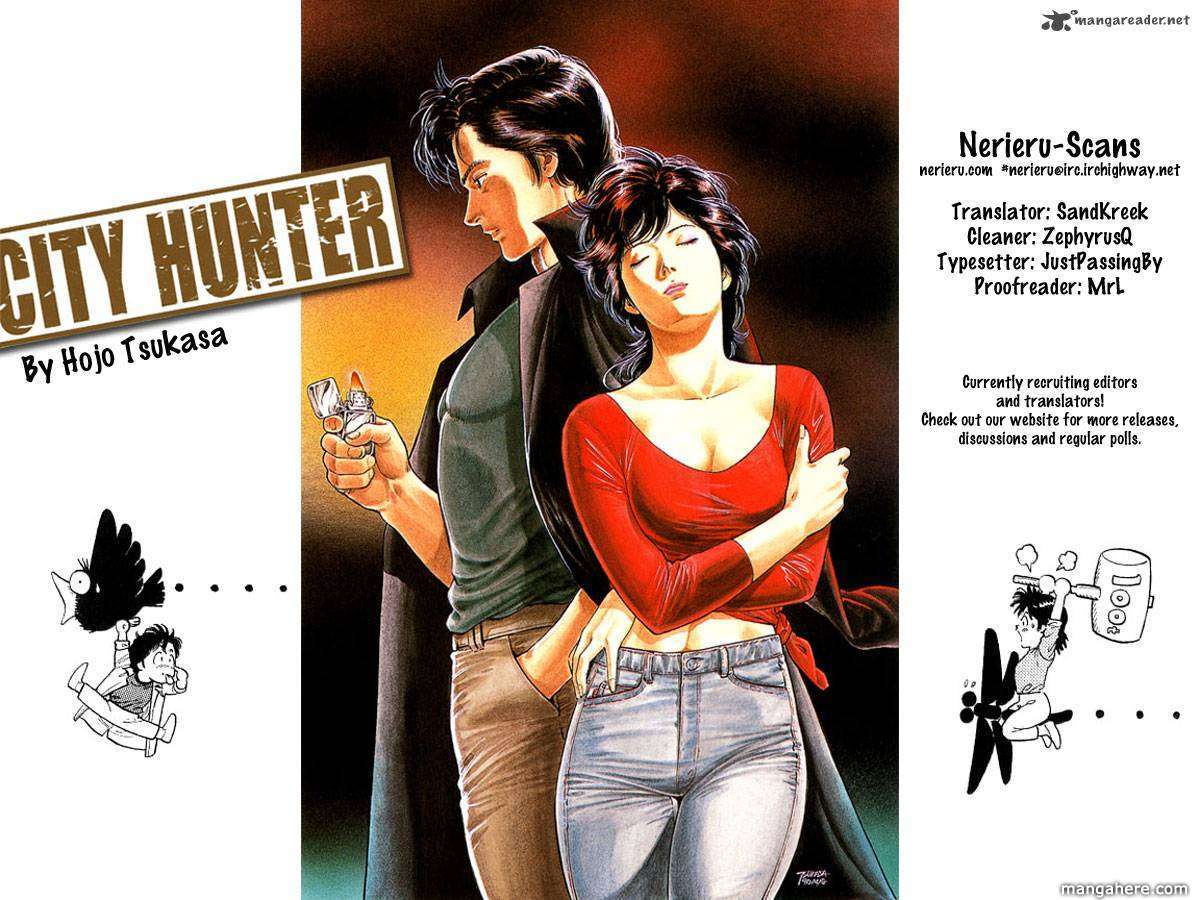 mangareader.net
CITY HUNTER
By Hojo Tsukasa
Nerieru-Scans
nerieru.com #nerieru@irc.irchighway.net
Translator: SandKreek
Cleaner: ZephyrusQ
Typesetter: JustPassingBy
Proofreader: MrL
Currently recruiting editors
and translators!
Check out our website for more releases,
discussions and regular polls.
mangahere.com